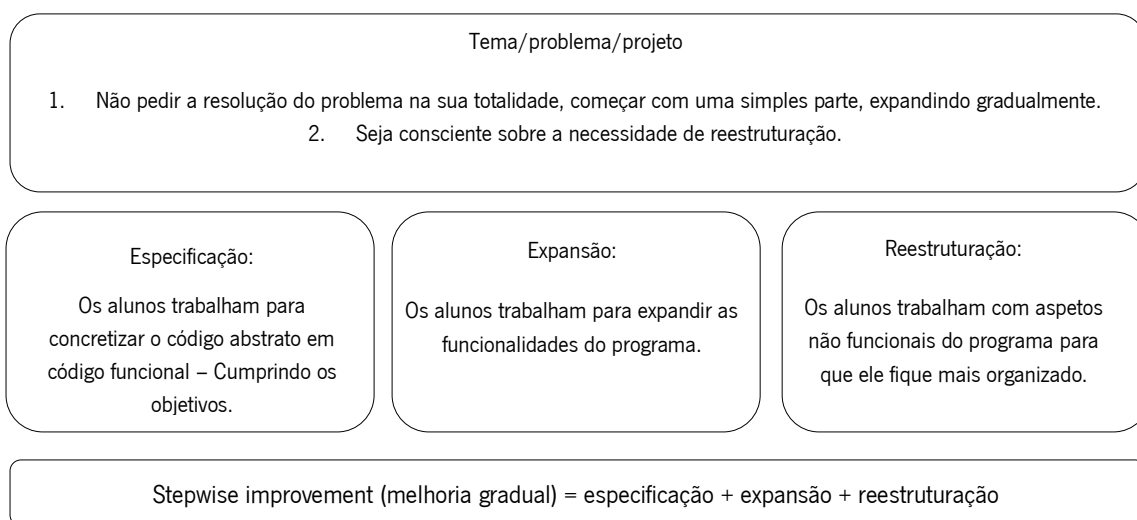 Tema/problema/projeto
1. Não pedir a resolução do problema na sua totalidade, começar com uma simples parte, expandindo gradualmente.
2. Seja consciente sobre a necessidade de reestruturação.
Especificação:
Os alunos trabalham para
concretizar o código abstrato em
código funcional – Cumprindo os
objetivos.
Expansão:
Os alunos trabalham para expandir as
funcionalidades do programa.
Reestruturação:
Os alunos trabalham com aspetos
não funcionais do programa para
que ele fique mais organizado.
Stepwise improvement (melhoria gradual) = especificação + expansão + reestruturação